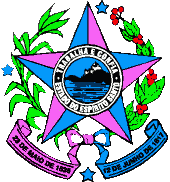 TRABALHA E CONFIA
ESTADO DO ESPIRITO SANTO
23 DE MAIO DE 1535
12 DE JUNHO DE 1817